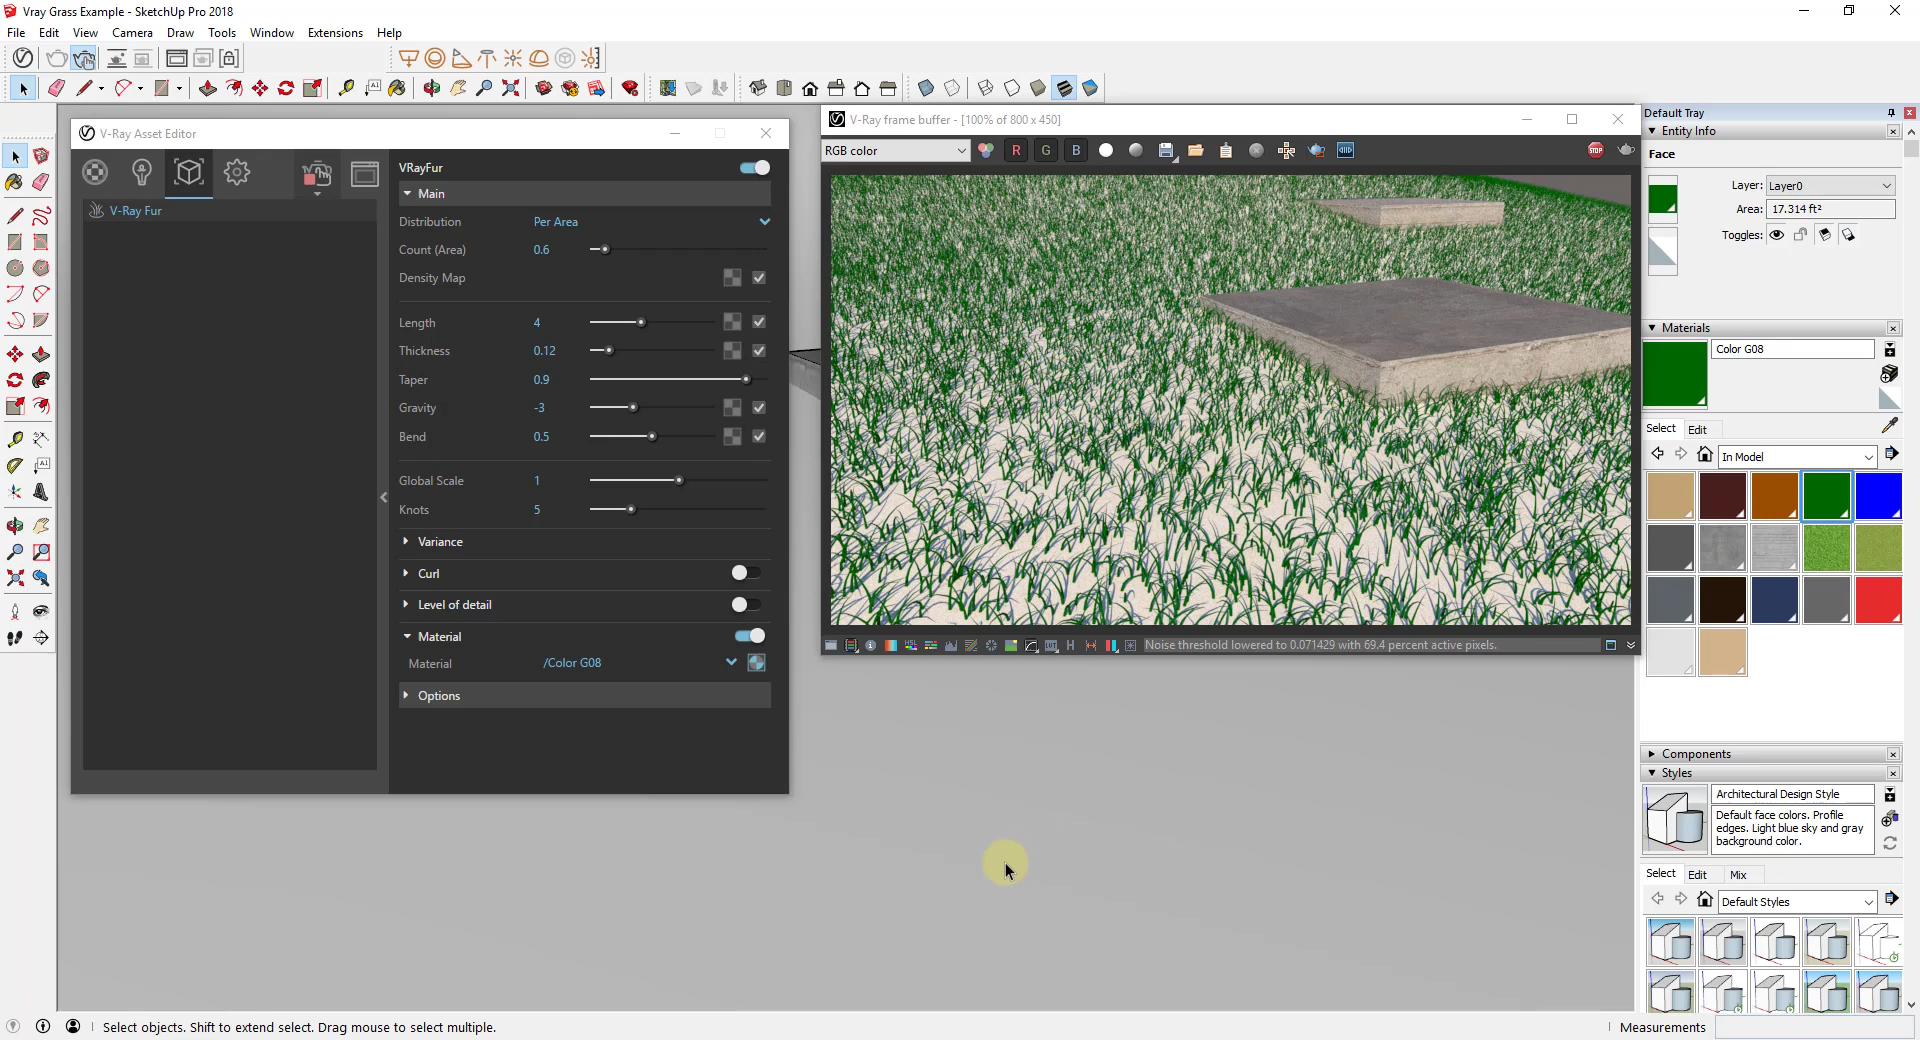 Vray Grass Example - SketchUp Pro 2018
File Edit View Camera Draw Tools Window Extensions Help
V-Ray Asset Editor
V-Ray Fur
VRayFur
Main
Distribution Per Area
Count (Area) 0.6
Density Map
Length 4
Thickness 0.12
Taper 0.9
Gravity -3
Bend 0.5
Global Scale 1
Knots 5
Variance
Curl
Level of detail
Material
Material /Color G08
Options
V-Ray frame buffer - [100% of 800 x 450]
RGB color
R G B
STOP
HSL
H
Noise threshold lowered to 0.071429 with 69.4 percent active pixels.
Default Tray
Entity Info
Face
Layer: Layer0
Area: 17.314 ft²
Toggles:
Materials
Color G08
Select Edit
In Model
Components
Styles
Architectural Design Style
Default face colors. Profile
edges. Light blue sky and gray
background color.
Select Edit Mix
Default Styles
Select objects. Shift to extend select. Drag mouse to select multiple.
Measurements